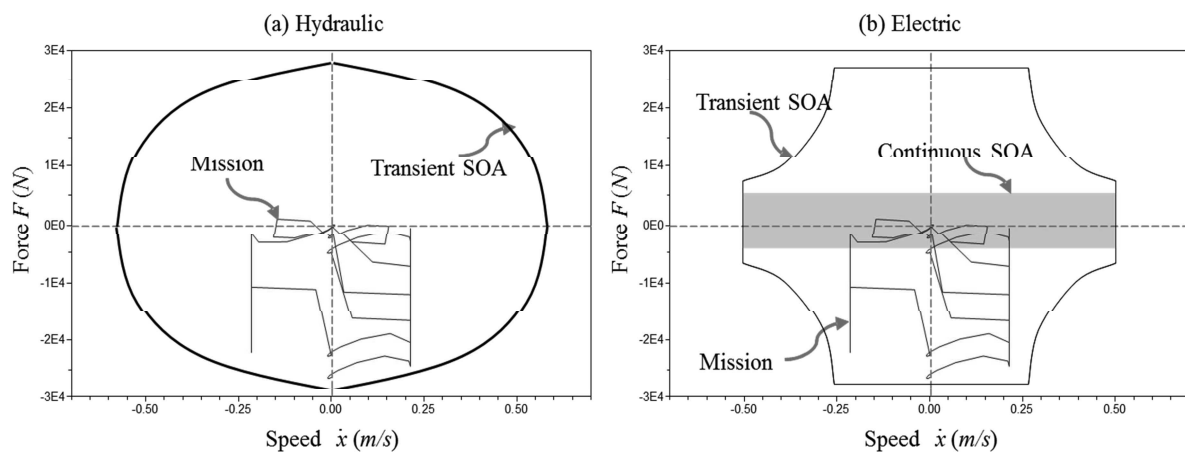 (a) Hydraulic
3E4
2E4
1E4
0E0
-1E4
-2E4
-3E4
Force F (N)
Mission
Transient SOA
-0.50
-0.25
0.00
0.25
0.50
Speed ẋ (m/s)
(b) Electric
3E4
2E4
1E4
0E0
-1E4
-2E4
-3E4
Force F (N)
Transient SOA
Continuous SOA
Mission
-0.50
-0.25
0.00
0.25
0.50
Speed ẋ (m/s)